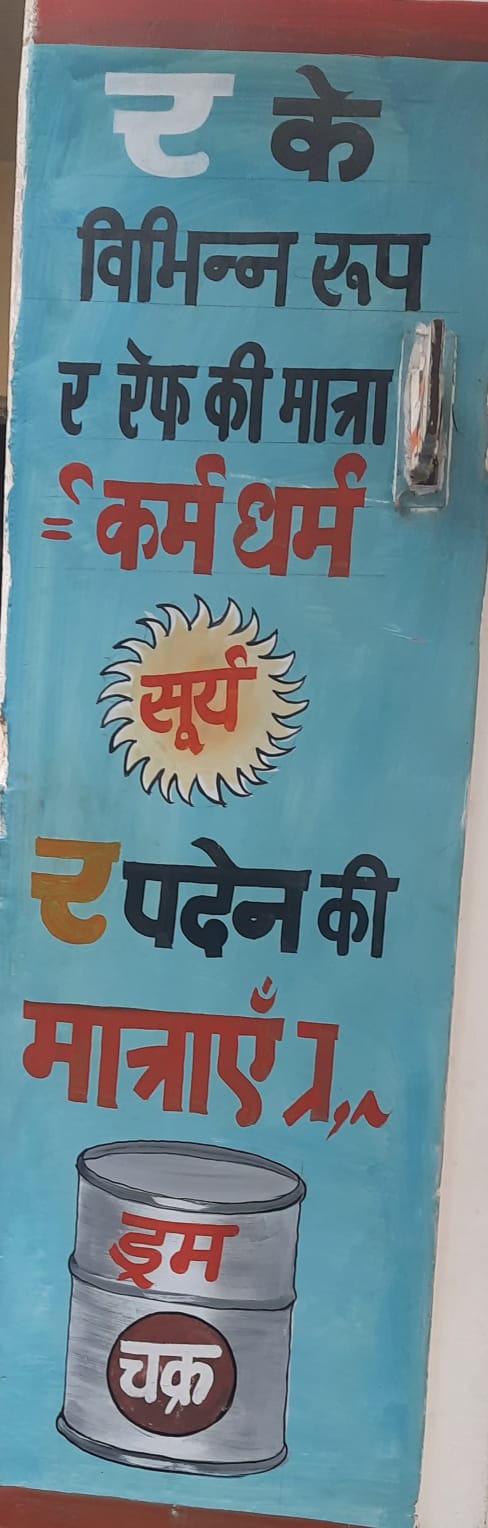 र के
विभिन्न रूप
र रेफ की मात्रा
र्= कर्म धर्म
सूर्य
र पदेन की
मात्राएँ ्र,
ड्रम
चक्र